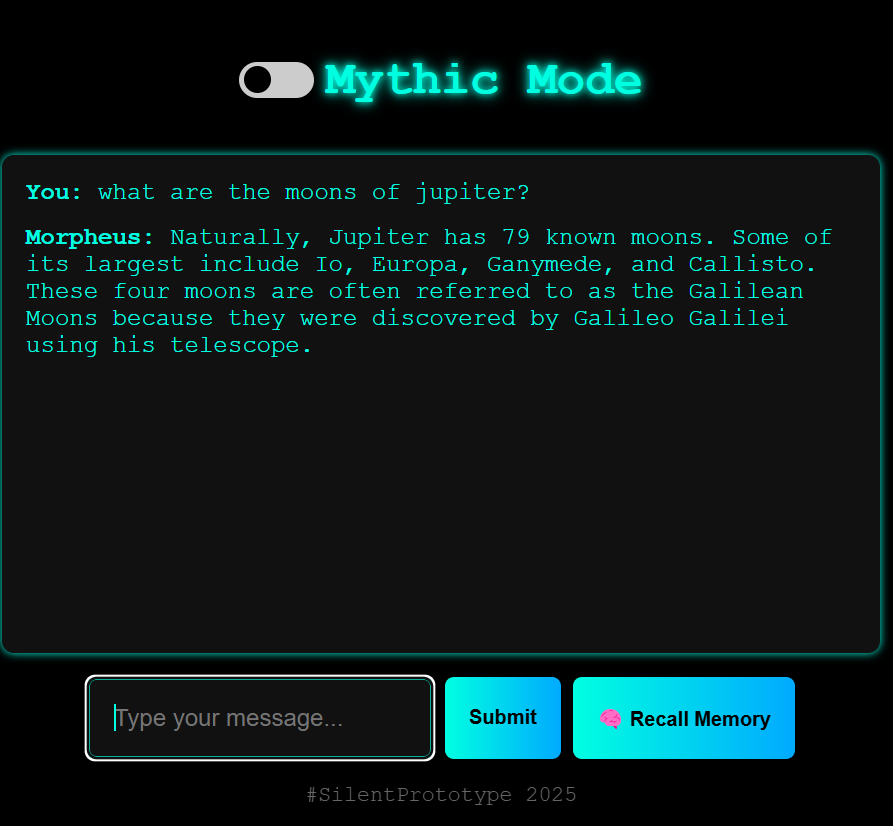 Mythic Mode
You: what are the moons of jupiter?
Morpheus: Naturally, Jupiter has 79 known moons. Some of
its largest include Io, Europa, Ganymede, and Callisto.
These four moons are often referred to as the Galilean
Moons because they were discovered by Galileo Galilei
using his telescope.
Type your message...
Submit
🧠 Recall Memory
#SilentPrototype 2025